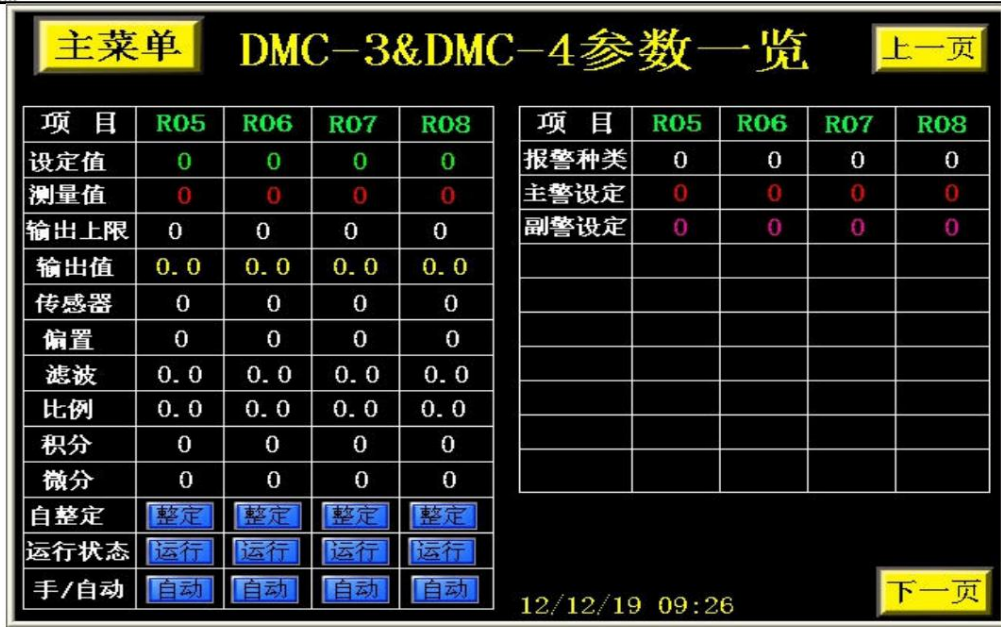 主菜单 DMC-3&DMC-4参数一览 上一页
项 目 R05 R06 R07 R08
设定值 0 0 0 0
测量值 0 0 0 0
输出上限 0 0 0 0
输出值 0.0 0.0 0.0 0.0
传感器 0 0 0 0
偏置 0 0 0 0
滤波 0.0 0.0 0.0 0.0
比例 0.0 0.0 0.0 0.0
积分 0 0 0 0
微分 0 0 0 0
自整定 整定 整定 整定 整定
运行状态 运行 运行 运行 运行
手/自动 自动 自动 自动 自动
项 目 R05 R06 R07 R08
报警种类 0 0 0 0
主警设定 0 0 0 0
副警设定 0 0 0 0
12/12/19 09:26 下一页